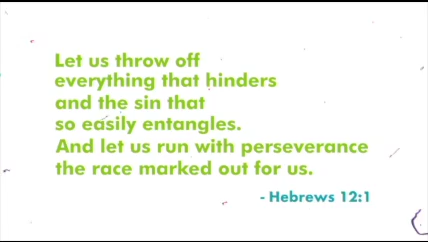 Let us throw off
everything that hinders
and the sin that
so easily entangles.
And let us run with perseverance
the race marked out for us.
- Hebrews 12:1